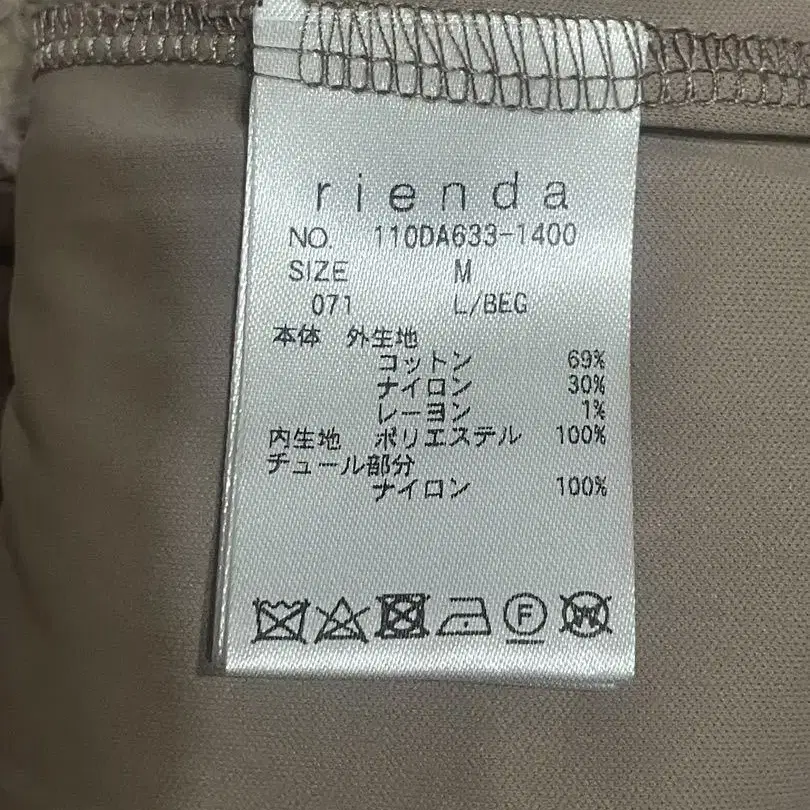 rienda
NO. 110DA633-1400
SIZE M
071 L/BEG
本体 外生地
コットン 69%
ナイロン 30%
レーヨン 1%
内生地 ポリエステル 100%
チュール部分
ナイロン 100%
F W